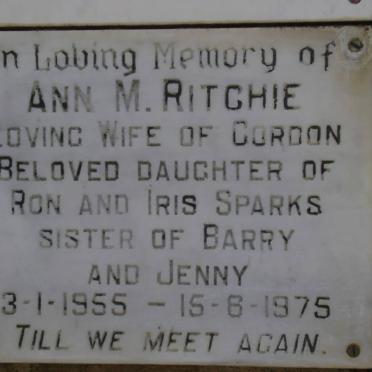 In Loving Memory of
ANN M. RITCHIE
LOVING WIFE OF GORDON
BELOVED DAUGHTER OF
RON AND IRIS SPARKS
SISTER OF BARRY
AND JENNY
3-1-1955 - 15-6-1975
TILL WE MEET AGAIN.